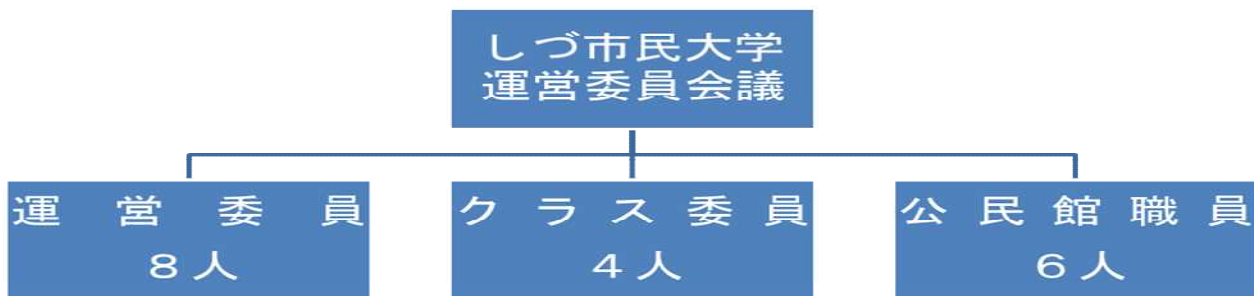 しづ市民大学
運営委員会議
運営委員
8人
クラス委員
4人
公民館職員
6人